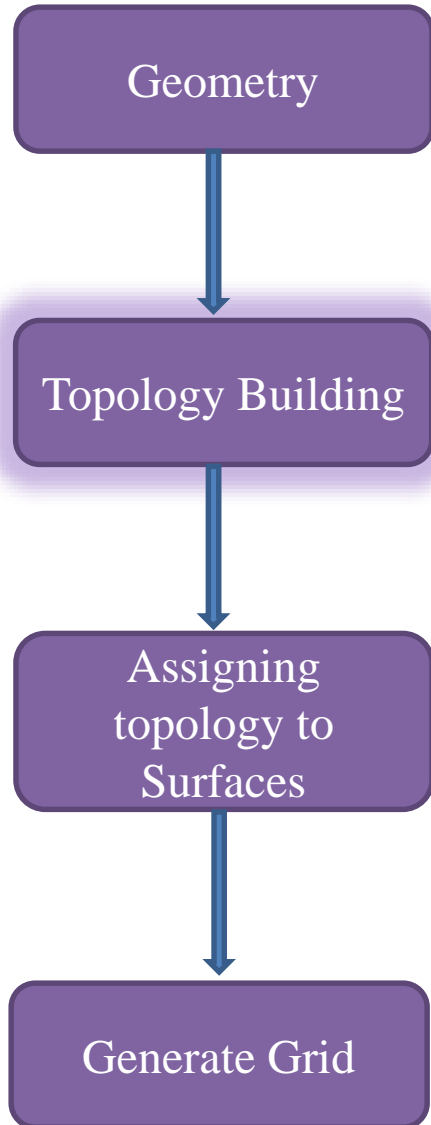 Geometry
Topology Building
Assigning
topology to
Surfaces
Generate Grid